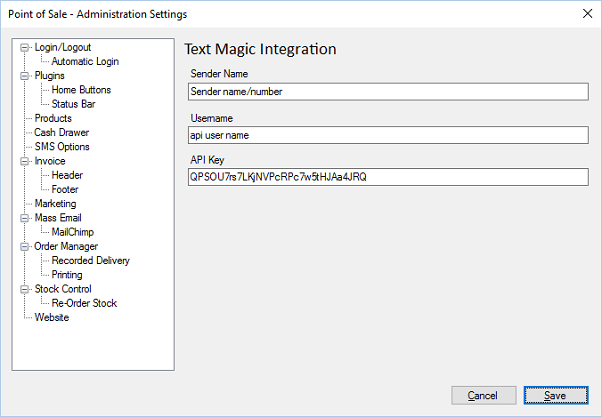 Point of Sale - Administration Settings
Login/Logout
Automatic Login
Plugins
Home Buttons
Status Bar
Products
Cash Drawer
SMS Options
Invoice
Header
Footer
Marketing
Mass Email
MailChimp
Order Manager
Recorded Delivery
Printing
Stock Control
Re-Order Stock
Website
Text Magic Integration
Sender Name
Sender name/number
Username
api user name
API Key
QPSOU7rs7LKjNVPcRPc7w5tHJAa4JRQ
Cancel
Save